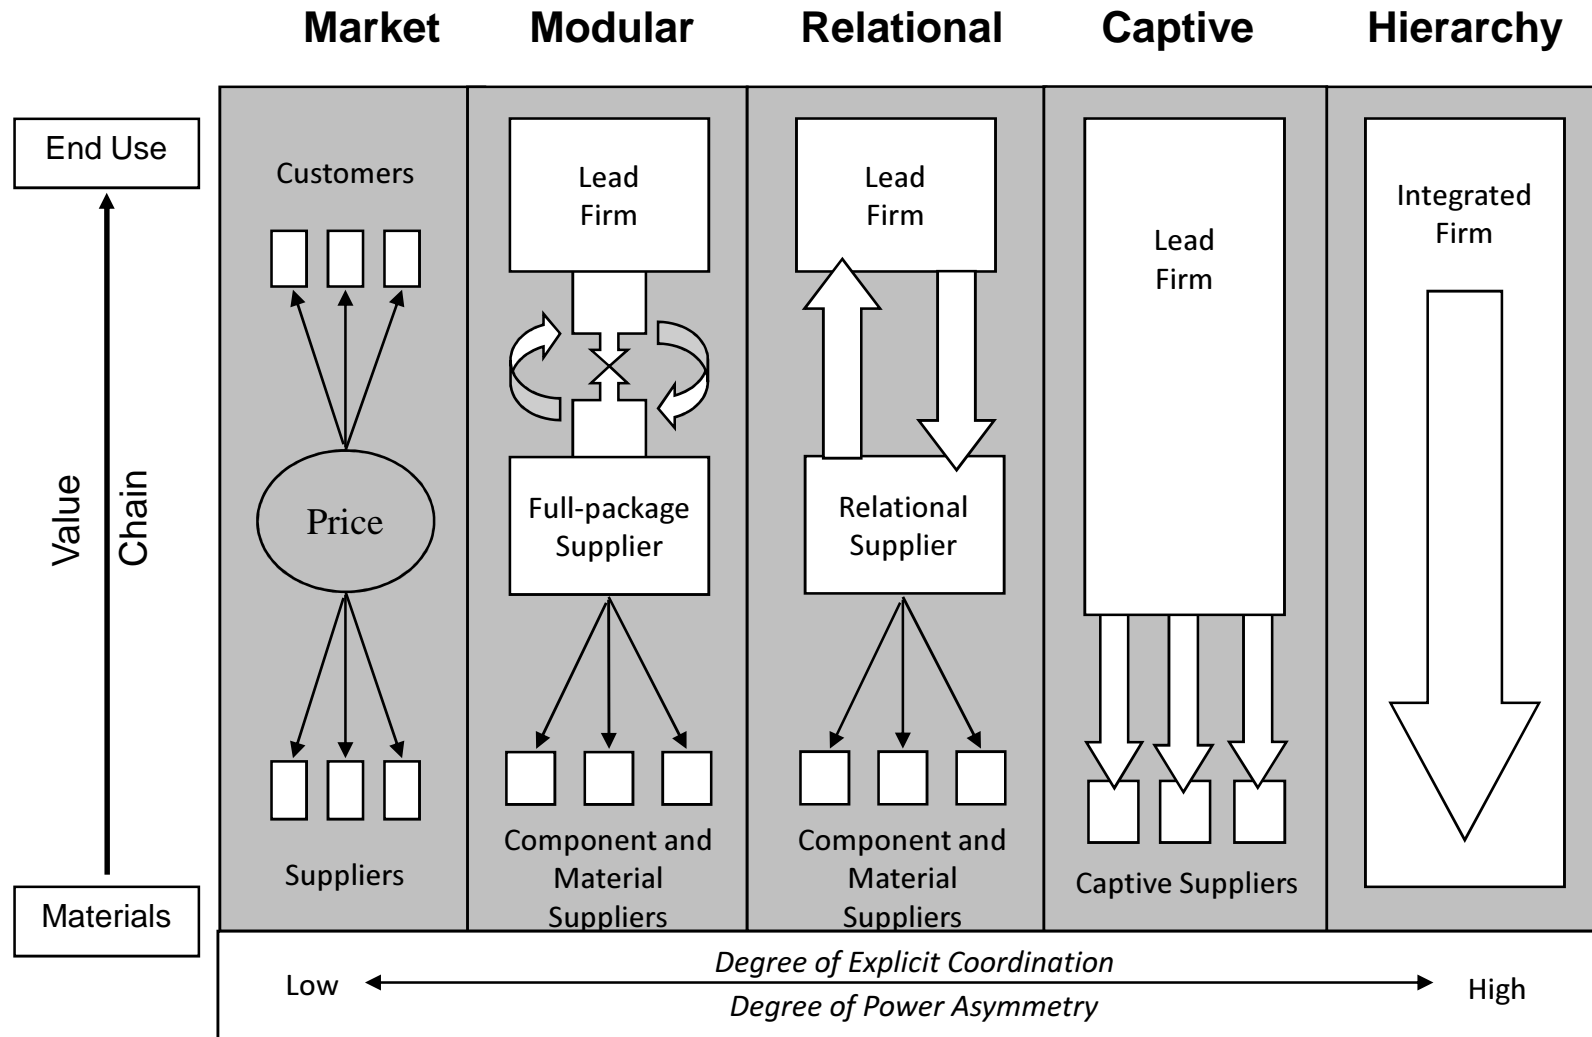 Market
Modular
Relational
Captive
Hierarchy
End Use
Value
Chain
Materials
Customers
Price
Suppliers
Lead
Firm
Full-package
Supplier
Component and
Material
Suppliers
Lead
Firm
Relational
Supplier
Component and
Material
Suppliers
Lead
Firm
Captive Suppliers
Integrated
Firm
Low
Degree of Explicit Coordination
Degree of Power Asymmetry
High